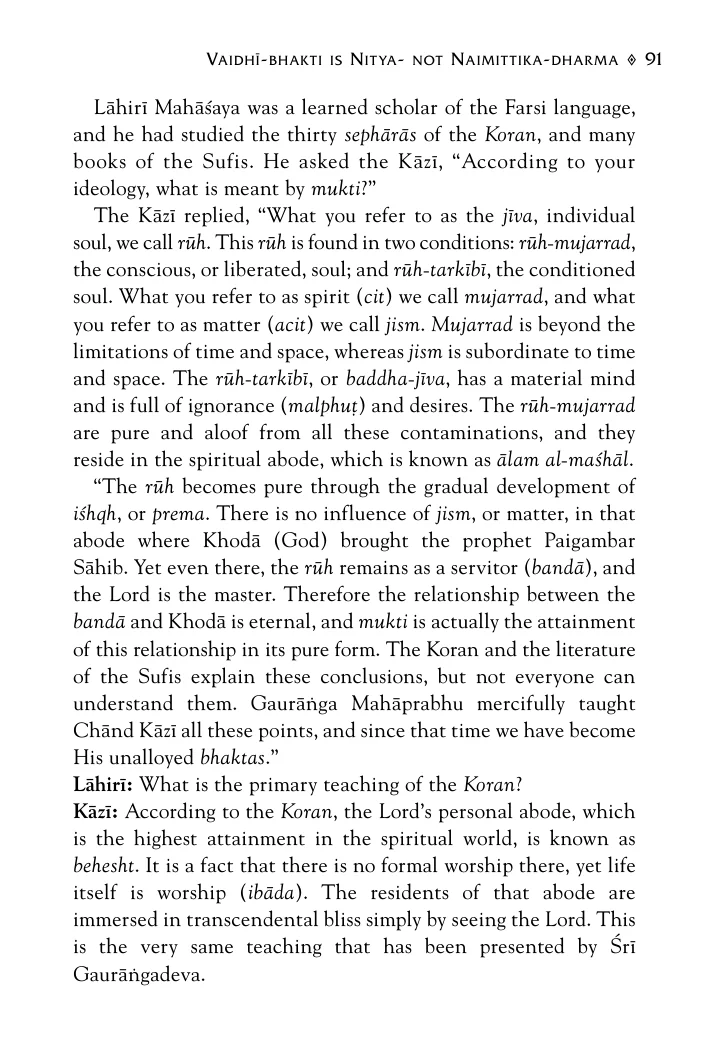 Vaidhī-bhakti is Nitya- not Naimittika-dharma ◊ 91
Lāhirī Mahāśaya was a learned scholar of the Farsi language,
and he had studied the thirty sephārās of the Koran, and many
books of the Sufis. He asked the Kāzī, “According to your
ideology, what is meant by mukti?”
The Kāzī replied, “What you refer to as the jīva, individual
soul, we call rūh. This rūh is found in two conditions: rūh-mujarrad,
the conscious, or liberated, soul; and rūh-tarkībī, the conditioned
soul. What you refer to as spirit (cit) we call mujarrad, and what
you refer to as matter (acit) we call jism. Mujarrad is beyond the
limitations of time and space, whereas jism is subordinate to time
and space. The rūh-tarkībī, or baddha-jīva, has a material mind
and is full of ignorance (malphuṭ) and desires. The rūh-mujarrad
are pure and aloof from all these contaminations, and they
reside in the spiritual abode, which is known as ālam al-maśhāl.
“The rūh becomes pure through the gradual development of
iśhqh, or prema. There is no influence of jism, or matter, in that
abode where Khodā (God) brought the prophet Paigambar
Sāhib. Yet even there, the rūh remains as a servitor (bandā), and
the Lord is the master. Therefore the relationship between the
bandā and Khodā is eternal, and mukti is actually the attainment
of this relationship in its pure form. The Koran and the literature
of the Sufis explain these conclusions, but not everyone can
understand them. Gaurāṅga Mahāprabhu mercifully taught
Chānd Kāzī all these points, and since that time we have become
His unalloyed bhaktas.”
Lāhirī: What is the primary teaching of the Koran?
Kāzī: According to the Koran, the Lord’s personal abode, which
is the highest attainment in the spiritual world, is known as
behesht. It is a fact that there is no formal worship there, yet life
itself is worship (ibāda). The residents of that abode are
immersed in transcendental bliss simply by seeing the Lord. This
is the very same teaching that has been presented by Śrī
Gaurāṅgadeva.